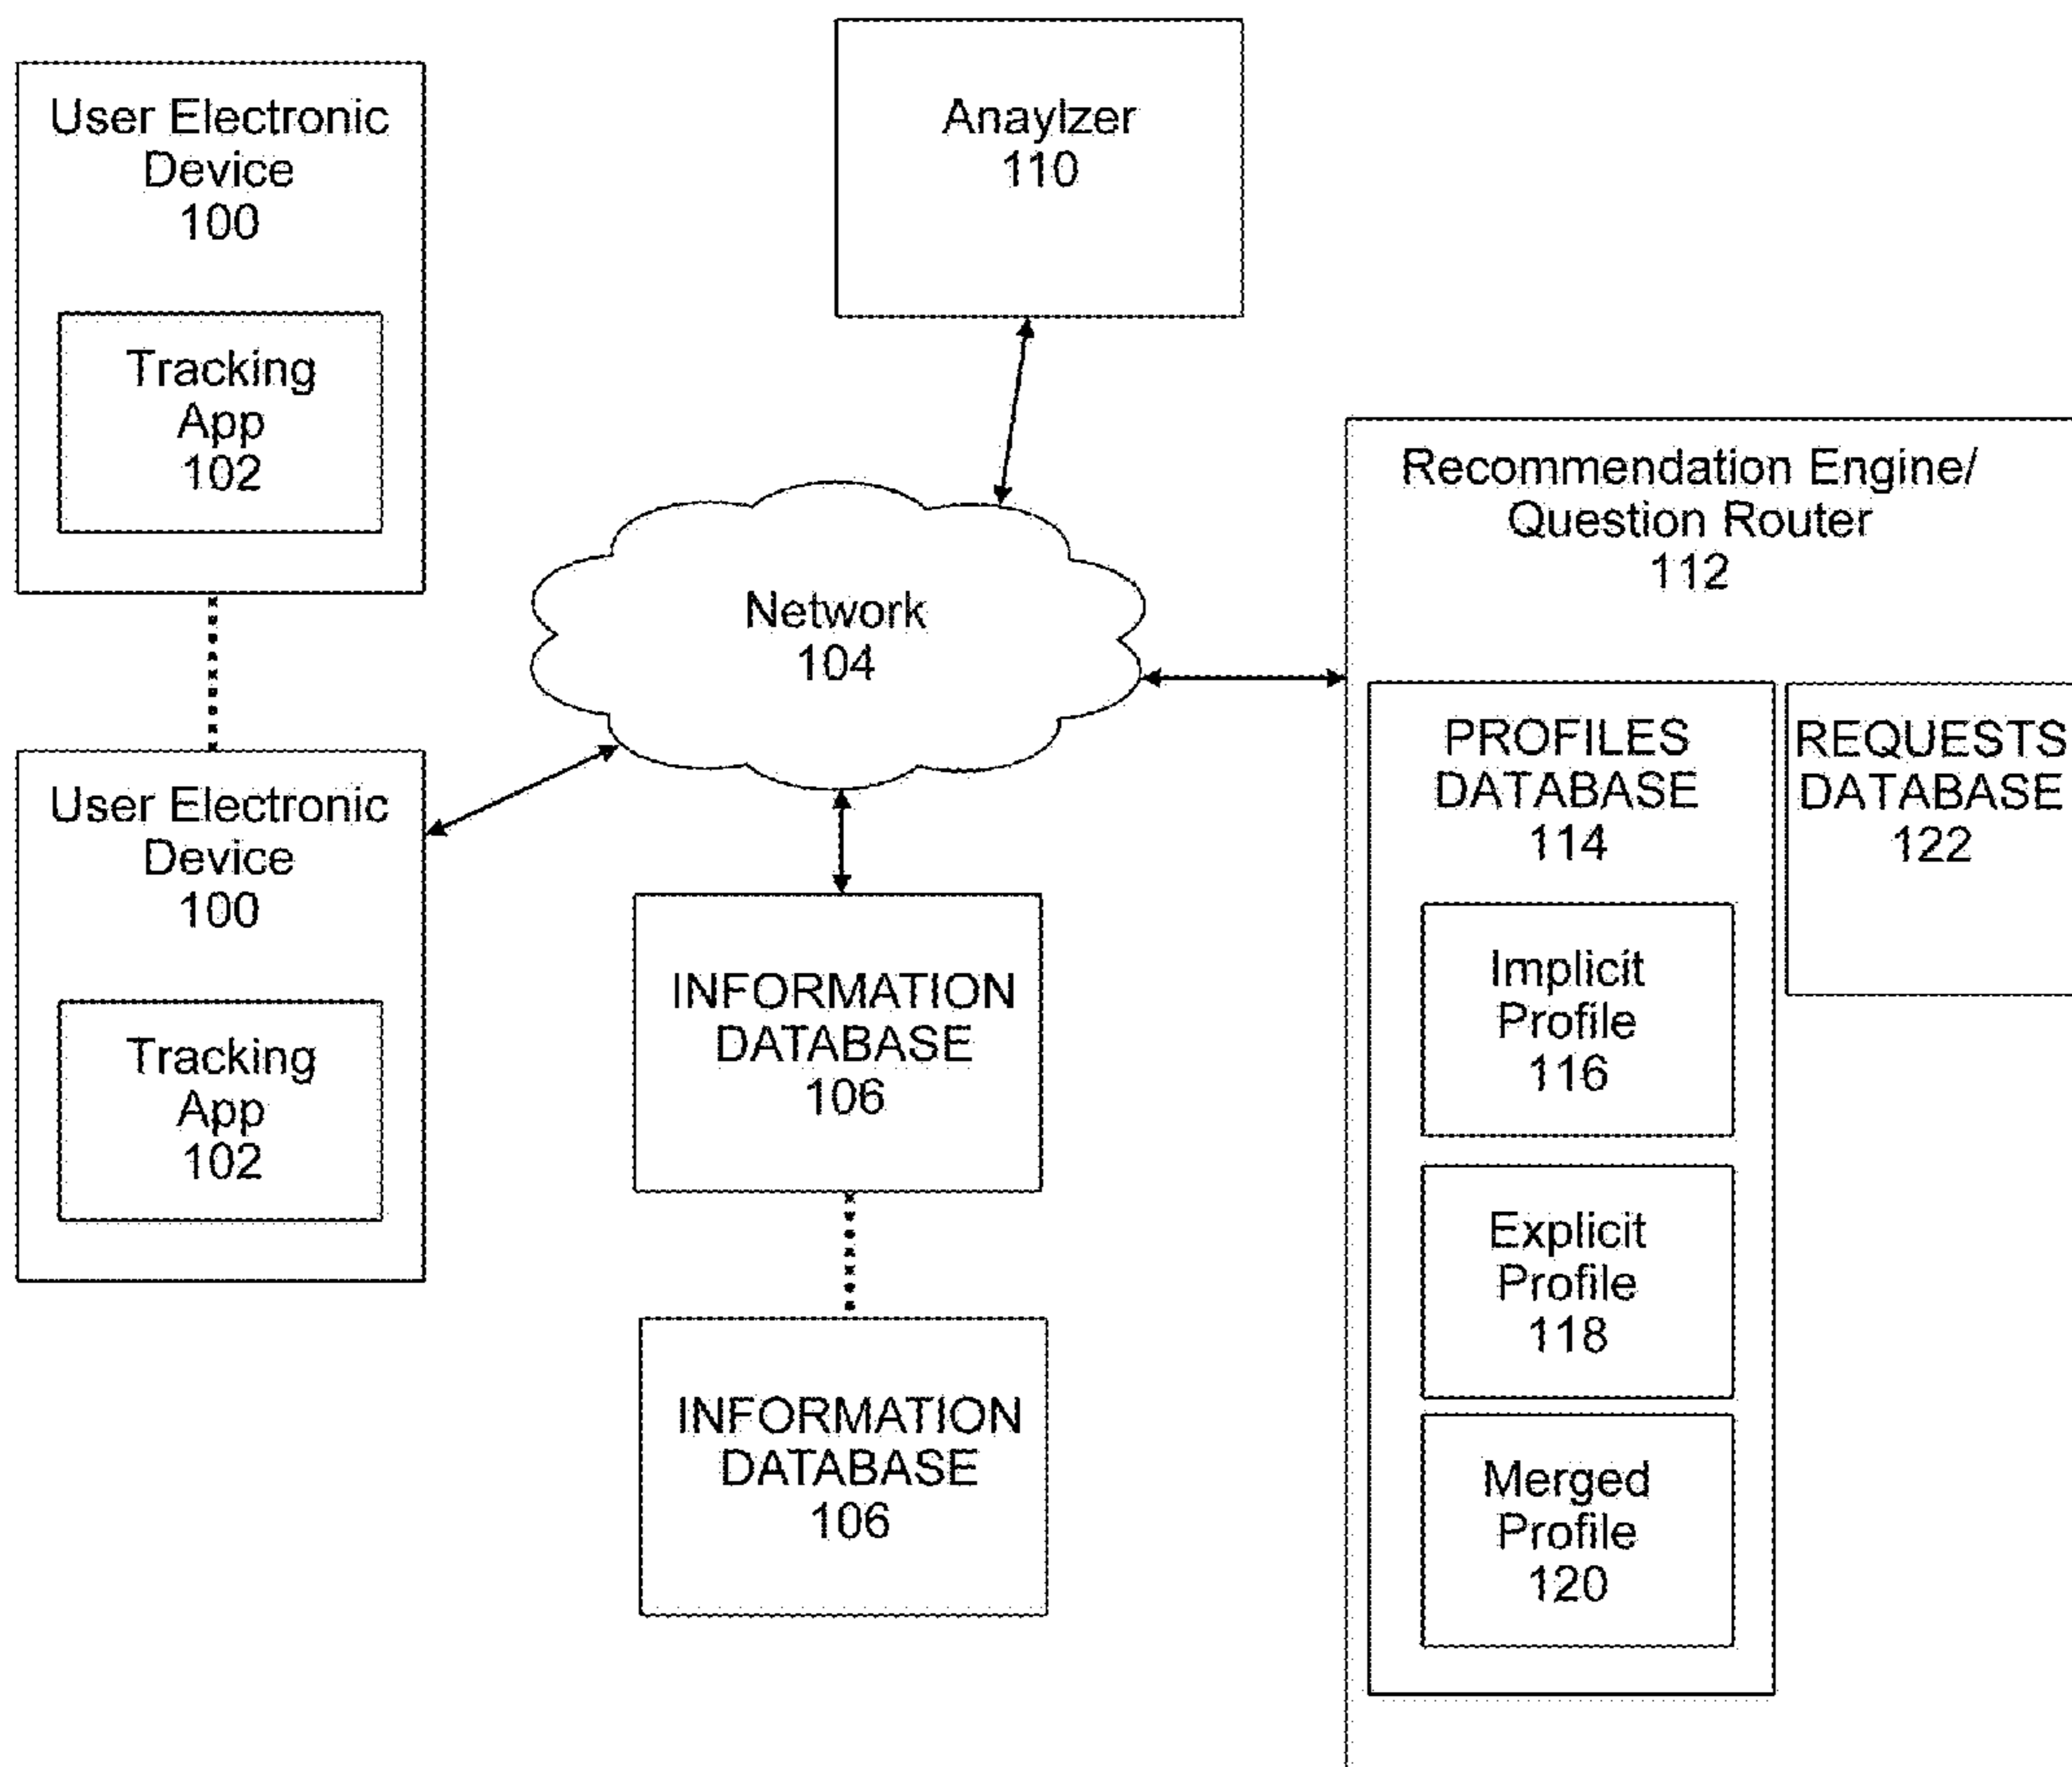 User Electronic
Device
100
Tracking
App
102
User Electronic
Device
100
Tracking
App
102
Anaylzer
110
Network
104
INFORMATION
DATABASE
106
INFORMATION
DATABASE
106
Recommendation Engine/
Question Router
112
PROFILES
DATABASE
114
Implicit
Profile
116
Explicit
Profile
118
Merged
Profile
120
REQUESTS
DATABASE
122